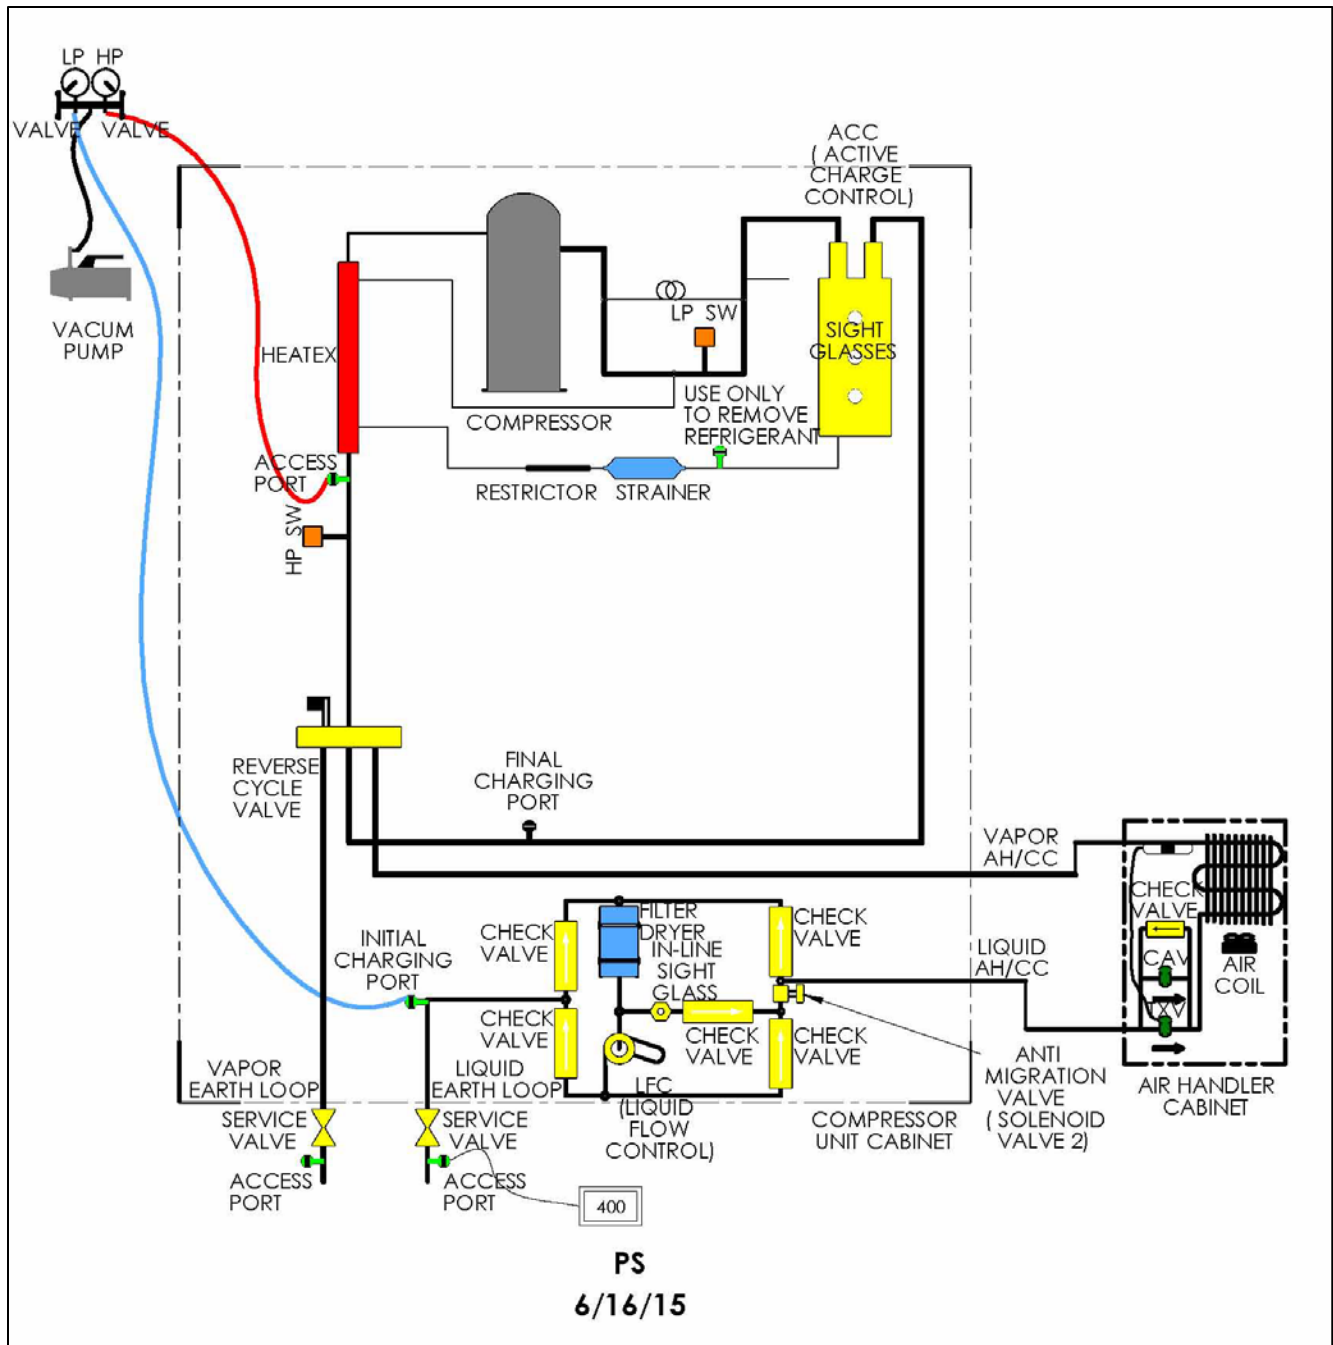 LP HP
VALVE VALVE
VACUM
PUMP
ACC
( ACTIVE
CHARGE
CONTROL)
HEATEX
COMPRESSOR
LP SW
SIGHT
GLASSES
USE ONLY
TO REMOVE
REFRIGERANT
ACCESS
PORT
RESTRICTOR
STRAINER
HP SW
REVERSE
CYCLE
VALVE
FINAL
CHARGING
PORT
VAPOR
AH/CC
CHECK
VALVE
CAV
TXV
AIR
COIL
AIR HANDLER
CABINET
LIQUID
AH/CC
INITIAL
CHARGING
PORT
CHECK
VALVE
FILTER
DRYER
IN-LINE
SIGHT
GLASS
CHECK
VALVE
CHECK
VALVE
CHECK
VALVE
CHECK
VALVE
LFC
(LIQUID
FLOW
CONTROL)
ANTI
MIGRATION
VALVE
( SOLENOID
VALVE 2)
COMPRESSOR
UNIT CABINET
VAPOR
EARTH LOOP
LIQUID
EARTH LOOP
SERVICE
VALVE
SERVICE
VALVE
ACCESS
PORT
ACCESS
PORT
400
PS
6/16/15